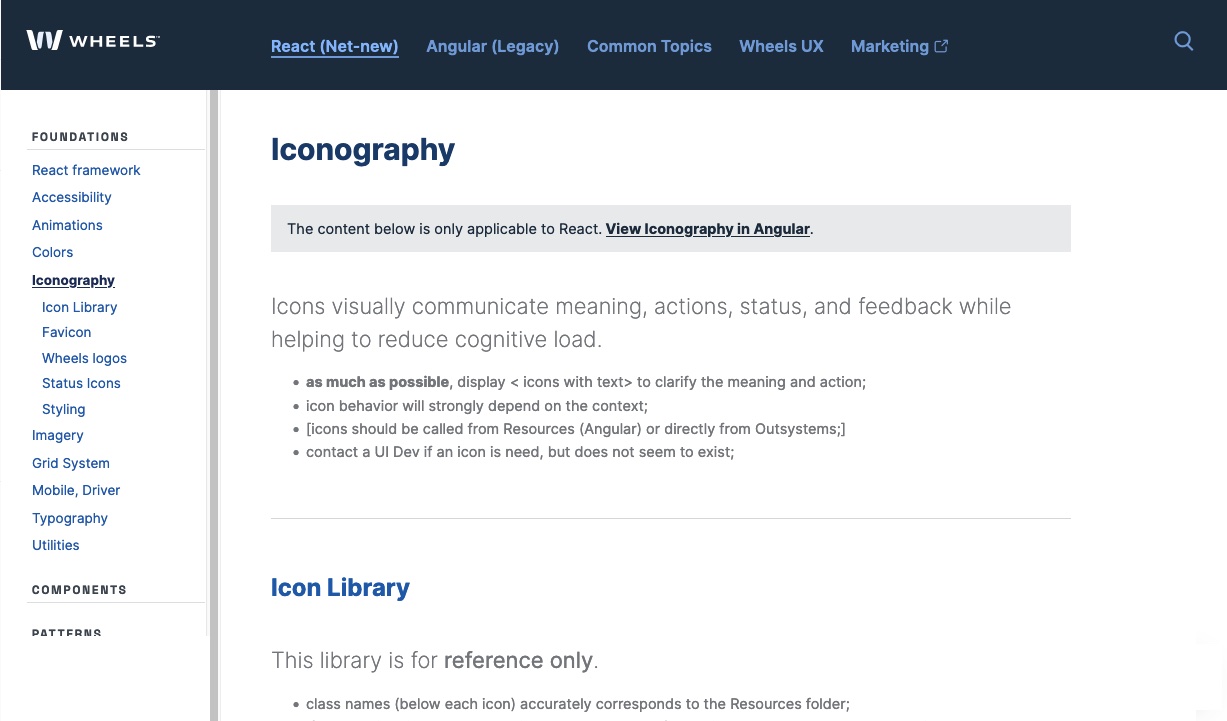 WHEELS™
React (Net-new) Angular (Legacy) Common Topics Wheels UX Marketing
FOUNDATIONS
React framework
Accessibility
Animations
Colors
Iconography
Icon Library
Favicon
Wheels logos
Status Icons
Styling
Imagery
Grid System
Mobile, Driver
Typography
Utilities
COMPONENTS
PATTERNS
Iconography
The content below is only applicable to React. View Iconography in Angular.
Icons visually communicate meaning, actions, status, and feedback while
helping to reduce cognitive load.
• as much as possible, display < icons with text> to clarify the meaning and action;
• icon behavior will strongly depend on the context;
• [icons should be called from Resources (Angular) or directly from Outsystems;]
• contact a UI Dev if an icon is need, but does not seem to exist;
Icon Library
This library is for reference only.
• class names (below each icon) accurately corresponds to the Resources folder;